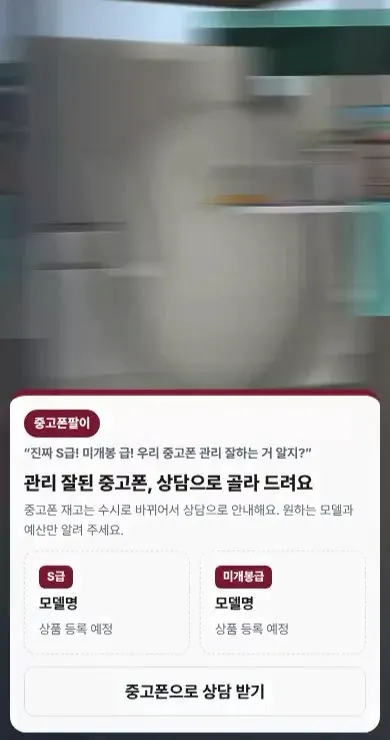 중고폰팔이
“진짜 S급! 미개봉 급! 우리 중고폰 관리 잘하는 거 알지?”
관리 잘된 중고폰, 상담으로 골라 드려요
중고폰 재고는 수시로 바뀌어서 상담으로 안내해요. 원하는 모델과
예산만 알려 주세요.
S급
모델명
상품 등록 예정
미개봉급
모델명
상품 등록 예정
중고폰으로 상담 받기